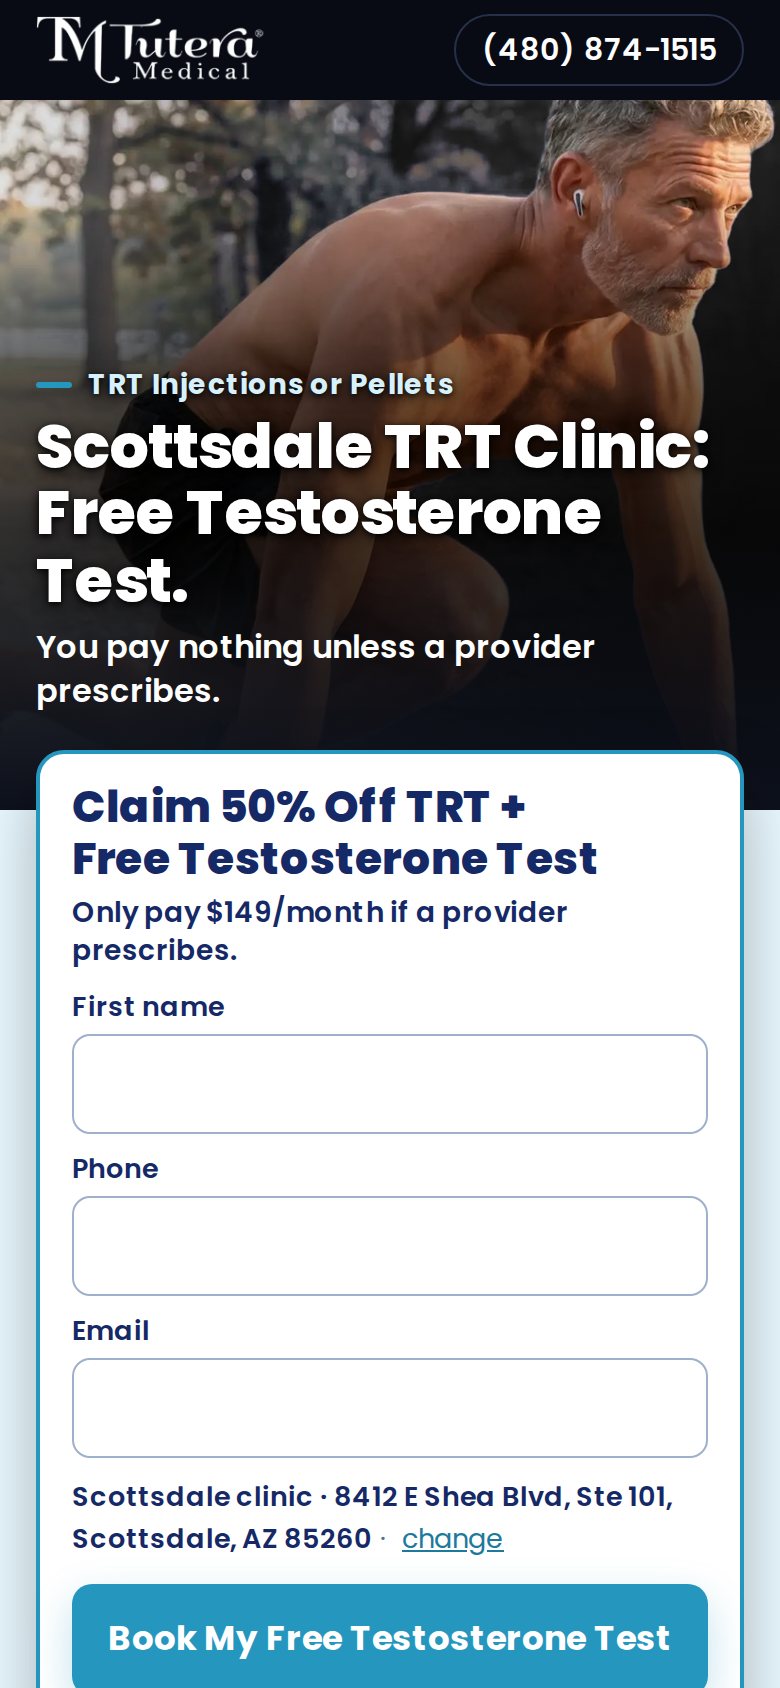 TM Tutera®
Medical
(480) 874-1515
TRT Injections or Pellets
Scottsdale TRT Clinic:
Free Testosterone
Test.
You pay nothing unless a provider
prescribes.
Claim 50% Off TRT +
Free Testosterone Test
Only pay $149/month if a provider
prescribes.
First name
Phone
Email
Scottsdale clinic · 8412 E Shea Blvd, Ste 101,
Scottsdale, AZ 85260 · change
Book My Free Testosterone Test